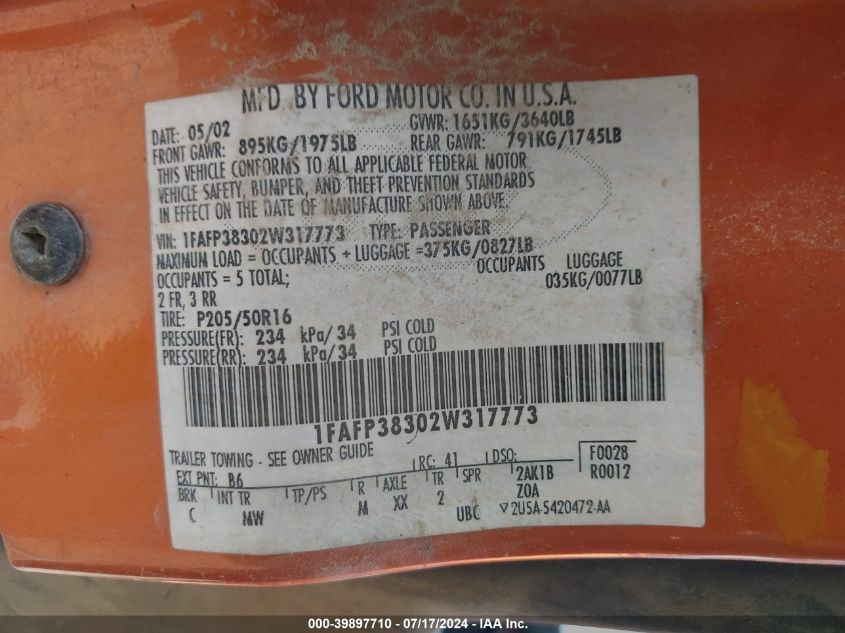 MFD. BY FORD MOTOR CO. IN U.S.A.
DATE: 05/02 GVWR: 1651KG/3640LB
FRONT GAWR: 895KG/1975LB REAR GAWR: 791KG/1745LB
THIS VEHICLE CONFORMS TO ALL APPLICABLE FEDERAL MOTOR
VEHICLE SAFETY, BUMPER, AND THEFT PREVENTION STANDARDS
IN EFFECT ON THE DATE OF MANUFACTURE SHOWN ABOVE.
VIN: 1FAFP38302W317773 TYPE: PASSENGER
MAXIMUM LOAD = OCCUPANTS + LUGGAGE =375KG/0827LB
OCCUPANTS = 5 TOTAL; OCCUPANTS LUGGAGE
2 FR, 3 RR 035KG/0077LB
TIRE: P205/50R16
PRESSURE(FR): 234 kPa/ 34 PSI COLD
PRESSURE(RR): 234 kPa/34 PSI COLD
1FAFP38302W317773
TRAILER TOWING - SEE OWNER GUIDE
EXT PNT: B6 RC: 41 DSO: F0028
BRK INT TR TP/PS R AXLE TR SPR 2AK1B R0012
C MW M XX 2 UBC Z0A
2U5A-5420472-AA
000-39897710 - 07/17/2024 - IAA Inc.